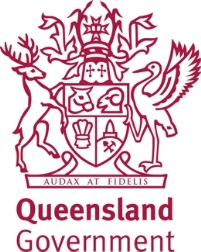 AUDAX AT FIDELIS
Queensland
Government